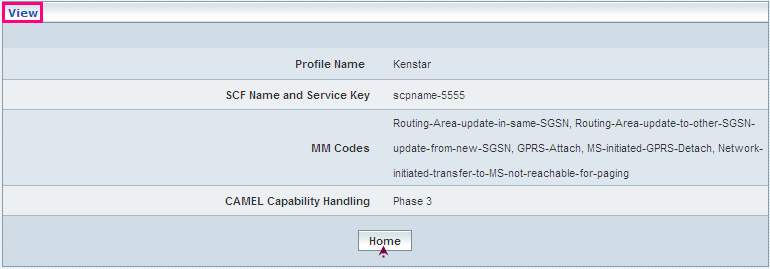 View
Profile Name Kenstar
SCF Name and Service Key scpname-5555
Routing-Area-update-in-same-SGSN, Routing-Area-update-to-other-SGSN-
MM Codes update-from-new-SGSN, GPRS-Attach, MS-initiated-GPRS-Detach, Network-
initiated-transfer-to-MS-not-reachable-for-paging
CAMEL Capability Handling Phase 3
Home